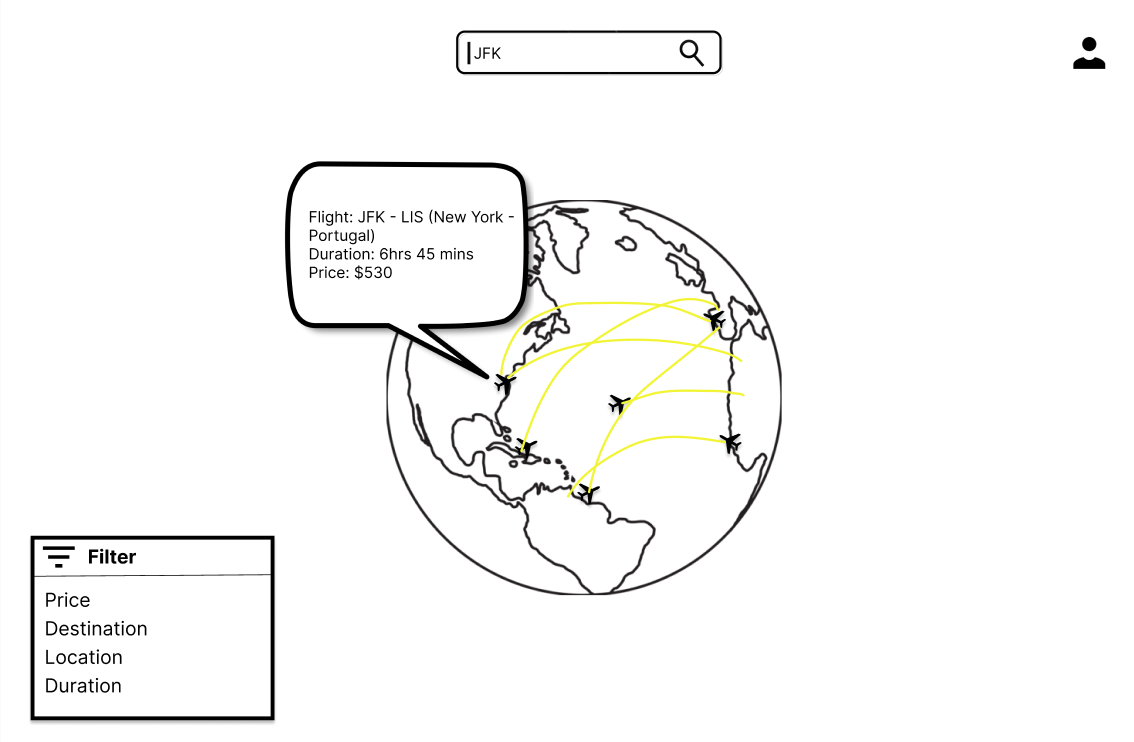 JFK
Flight: JFK - LIS (New York -
Portugal)
Duration: 6hrs 45 mins
Price: $530
Filter
Price
Destination
Location
Duration